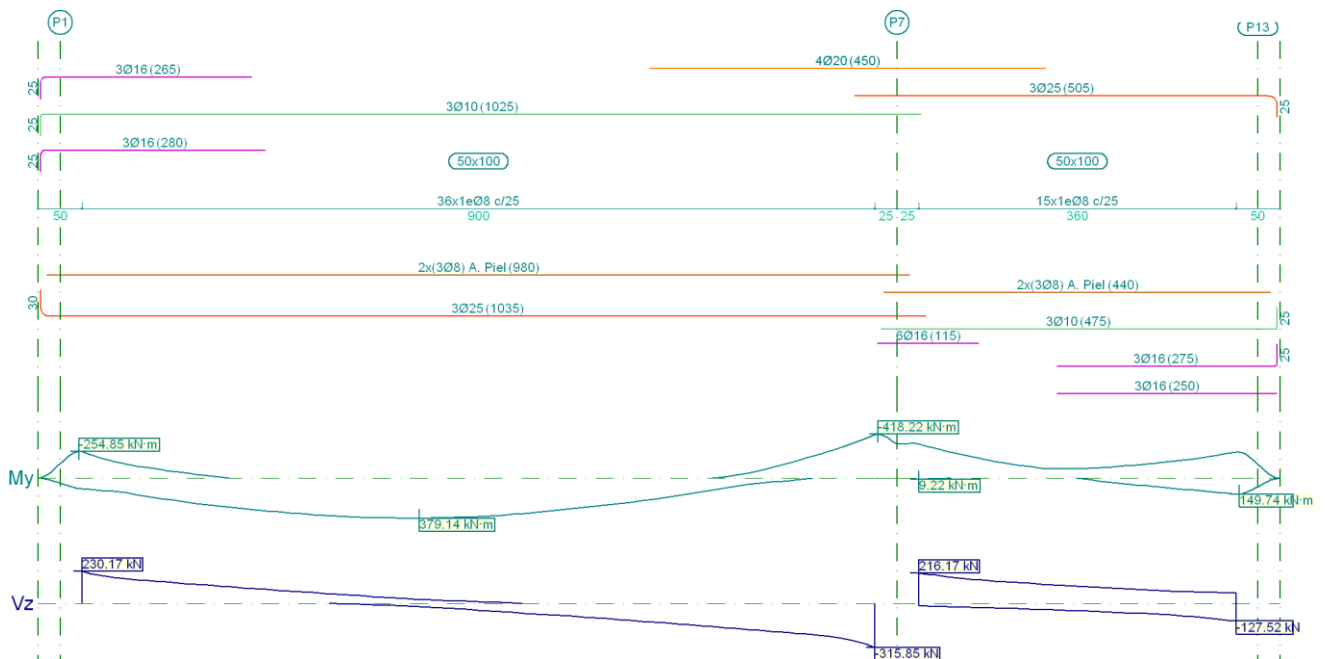 P1
P7
P13
3Ø16(265)
25
4Ø20(450)
3Ø25(505)
25
3Ø10(1025)
25
3Ø16(280)
25
50x100
50x100
36x1eØ8 c/25
15x1eØ8 c/25
50
900
25
25
360
50
2x(3Ø8) A. Piel(980)
2x(3Ø8) A. Piel(440)
30
3Ø25(1035)
3Ø10(475)
25
6Ø16(115)
3Ø16(275)
25
3Ø16(250)
-254.85 kN·m
-418.22 kN·m
My
9.22 kN·m
149.74 kN·m
379.14 kN·m
230.17 kN
216.17 kN
Vz
-127.52 kN
-315.85 kN